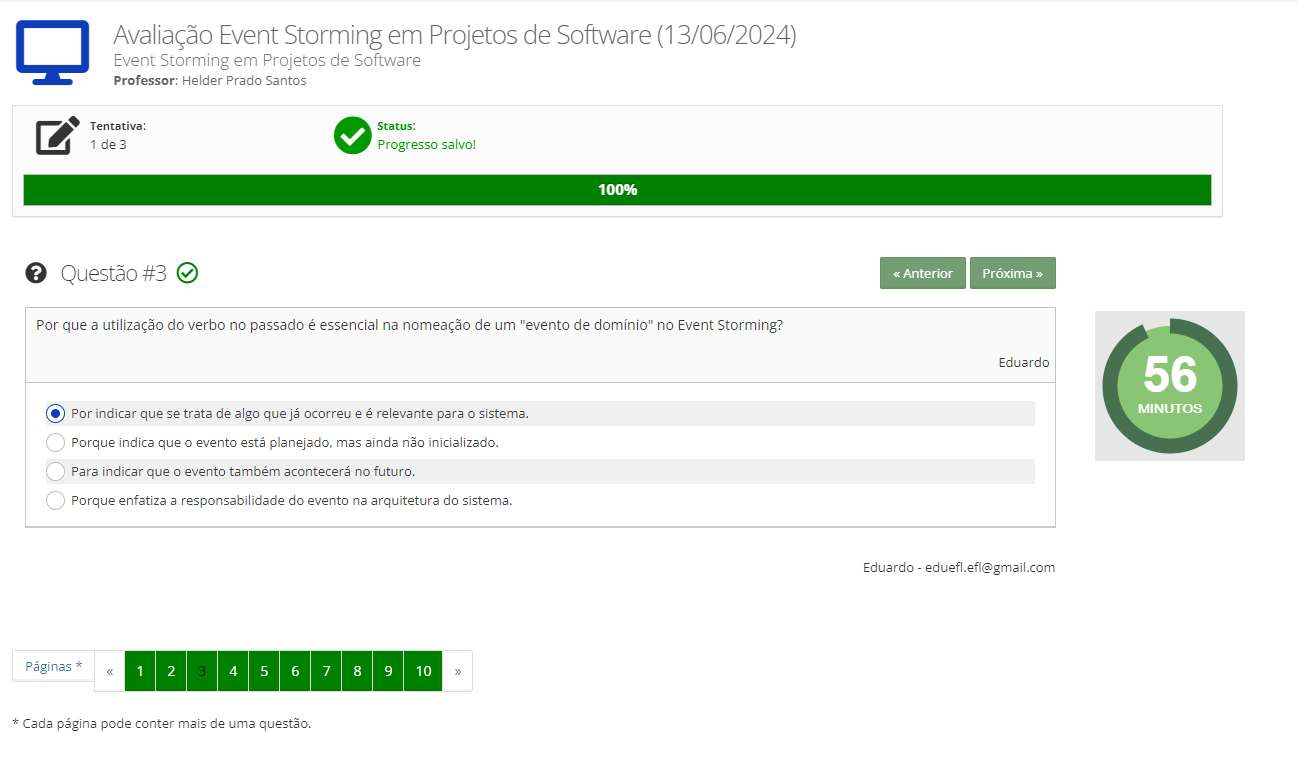 Avaliação Event Storming em Projetos de Software (13/06/2024)
Event Storming em Projetos de Software
Professor: Helder Prado Santos
Tentativa:
1 de 3
Status:
Progresso salvo!
100%
Questão #3
« Anterior
Próxima »
Por que a utilização do verbo no passado é essencial na nomeação de um "evento de domínio" no Event Storming?
Eduardo
Por indicar que se trata de algo que já ocorreu e é relevante para o sistema.
Porque indica que o evento está planejado, mas ainda não inicializado.
Para indicar que o evento também acontecerá no futuro.
Porque enfatiza a responsabilidade do evento na arquitetura do sistema.
56
MINUTOS
Eduardo - eduefl.efl@gmail.com
Páginas * « 1 2 3 4 5 6 7 8 9 10 »
* Cada página pode conter mais de uma questão.